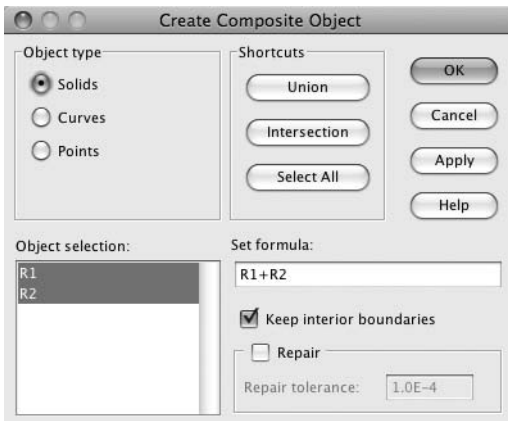 Create Composite Object
Object type
Solids
Curves
Points
Shortcuts
Union
Intersection
Select All
OK
Cancel
Apply
Help
Object selection:
R1
R2
Set formula:
R1+R2
Keep interior boundaries
Repair
Repair tolerance:
1.0E-4